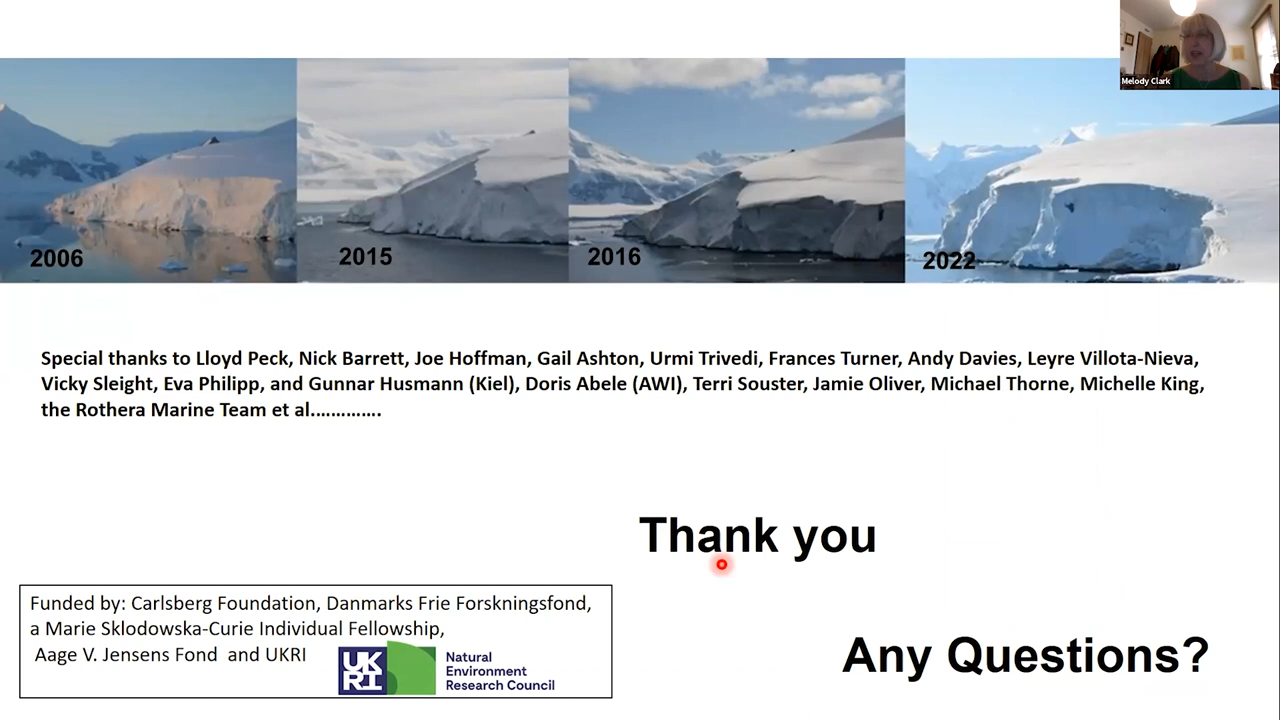 Melody Clark
2006
2015
2016
2022
Special thanks to Lloyd Peck, Nick Barrett, Joe Hoffman, Gail Ashton, Urmi Trivedi, Frances Turner, Andy Davies, Leyre Villota-Nieva,
Vicky Sleight, Eva Philipp, and Gunnar Husmann (Kiel), Doris Abele (AWI), Terri Souster, Jamie Oliver, Michael Thorne, Michelle King,
the Rothera Marine Team et al..............
Thank you
Funded by: Carlsberg Foundation, Danmarks Frie Forskningsfond,
a Marie Sklodowska-Curie Individual Fellowship,
Aage V. Jensens Fond and UKRI
UK
RI
Natural
Environment
Research Council
Any Questions?